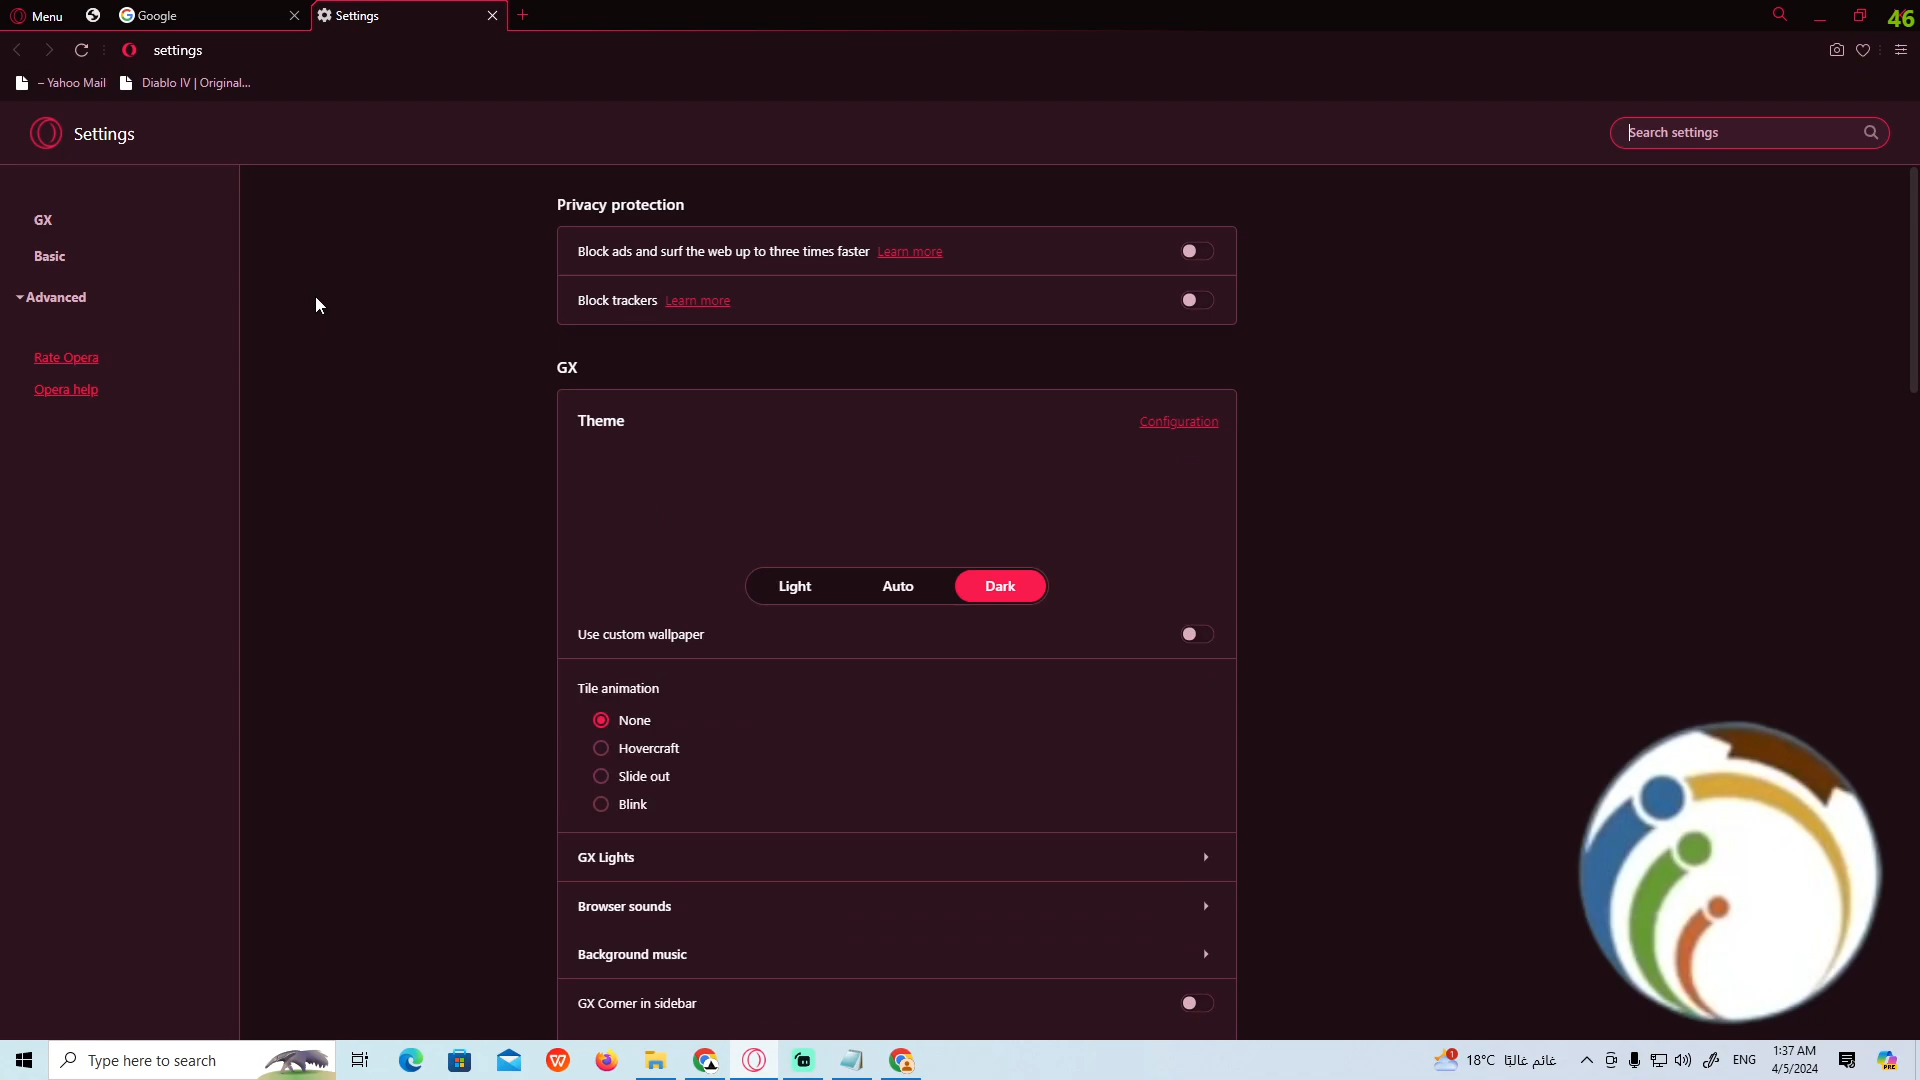 Menu
Google
Settings
46
settings
– Yahoo Mail
Diablo IV | Original...
Settings
Search settings
GX
Basic
Advanced
Rate Opera
Opera help
Privacy protection
Block ads and surf the web up to three times faster Learn more
Block trackers Learn more
GX
Theme
Configuration
Light
Auto
Dark
Use custom wallpaper
Tile animation
None
Hovercraft
Slide out
Blink
GX Lights
Browser sounds
Background music
GX Corner in sidebar
Type here to search
1
18°C غائم غالبًا
ENG
1:37 AM
4/5/2024
PRE